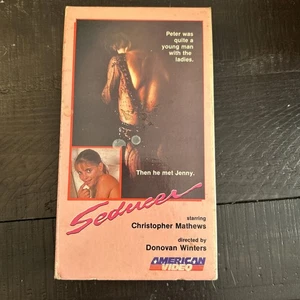 Peter was
quite a
young man
with the
ladies.
Then he met Jenny.
Seducer
starring
Christopher Mathews
directed by
Donovan Winters
AMERICAN
VIDEO